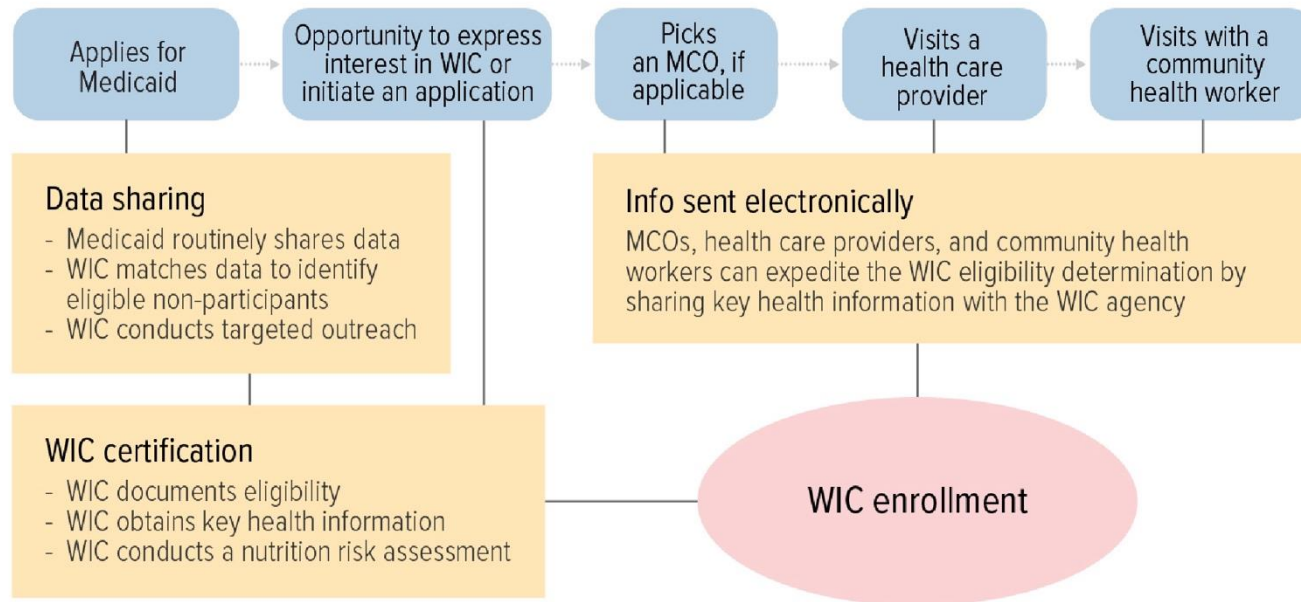 Applies for
Medicaid
Opportunity to express
interest in WIC or
initiate an application
Picks
an MCO, if
applicable
Visits a
health care
provider
Visits with a
community
health worker
Data sharing
- Medicaid routinely shares data
- WIC matches data to identify
eligible non-participants
- WIC conducts targeted outreach
Info sent electronically
MCOs, health care providers, and community health
workers can expedite the WIC eligibility determination by
sharing key health information with the WIC agency
WIC certification
- WIC documents eligibility
- WIC obtains key health information
- WIC conducts a nutrition risk assessment
WIC enrollment